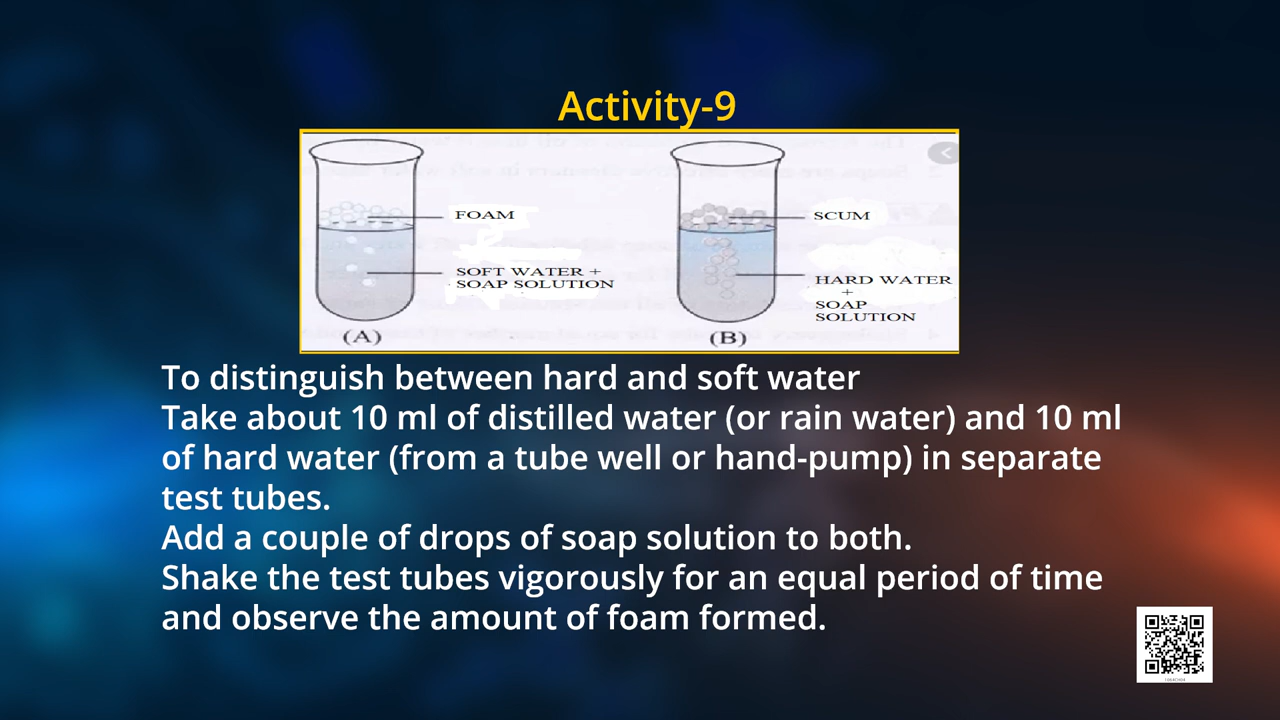 Activity-9
FOAM
SOFT WATER +
SOAP SOLUTION
(A)
SCUM
HARD WATER
+
SOAP
SOLUTION
(B)
To distinguish between hard and soft water
Take about 10 ml of distilled water (or rain water) and 10 ml
of hard water (from a tube well or hand-pump) in separate
test tubes.
Add a couple of drops of soap solution to both.
Shake the test tubes vigorously for an equal period of time
and observe the amount of foam formed.